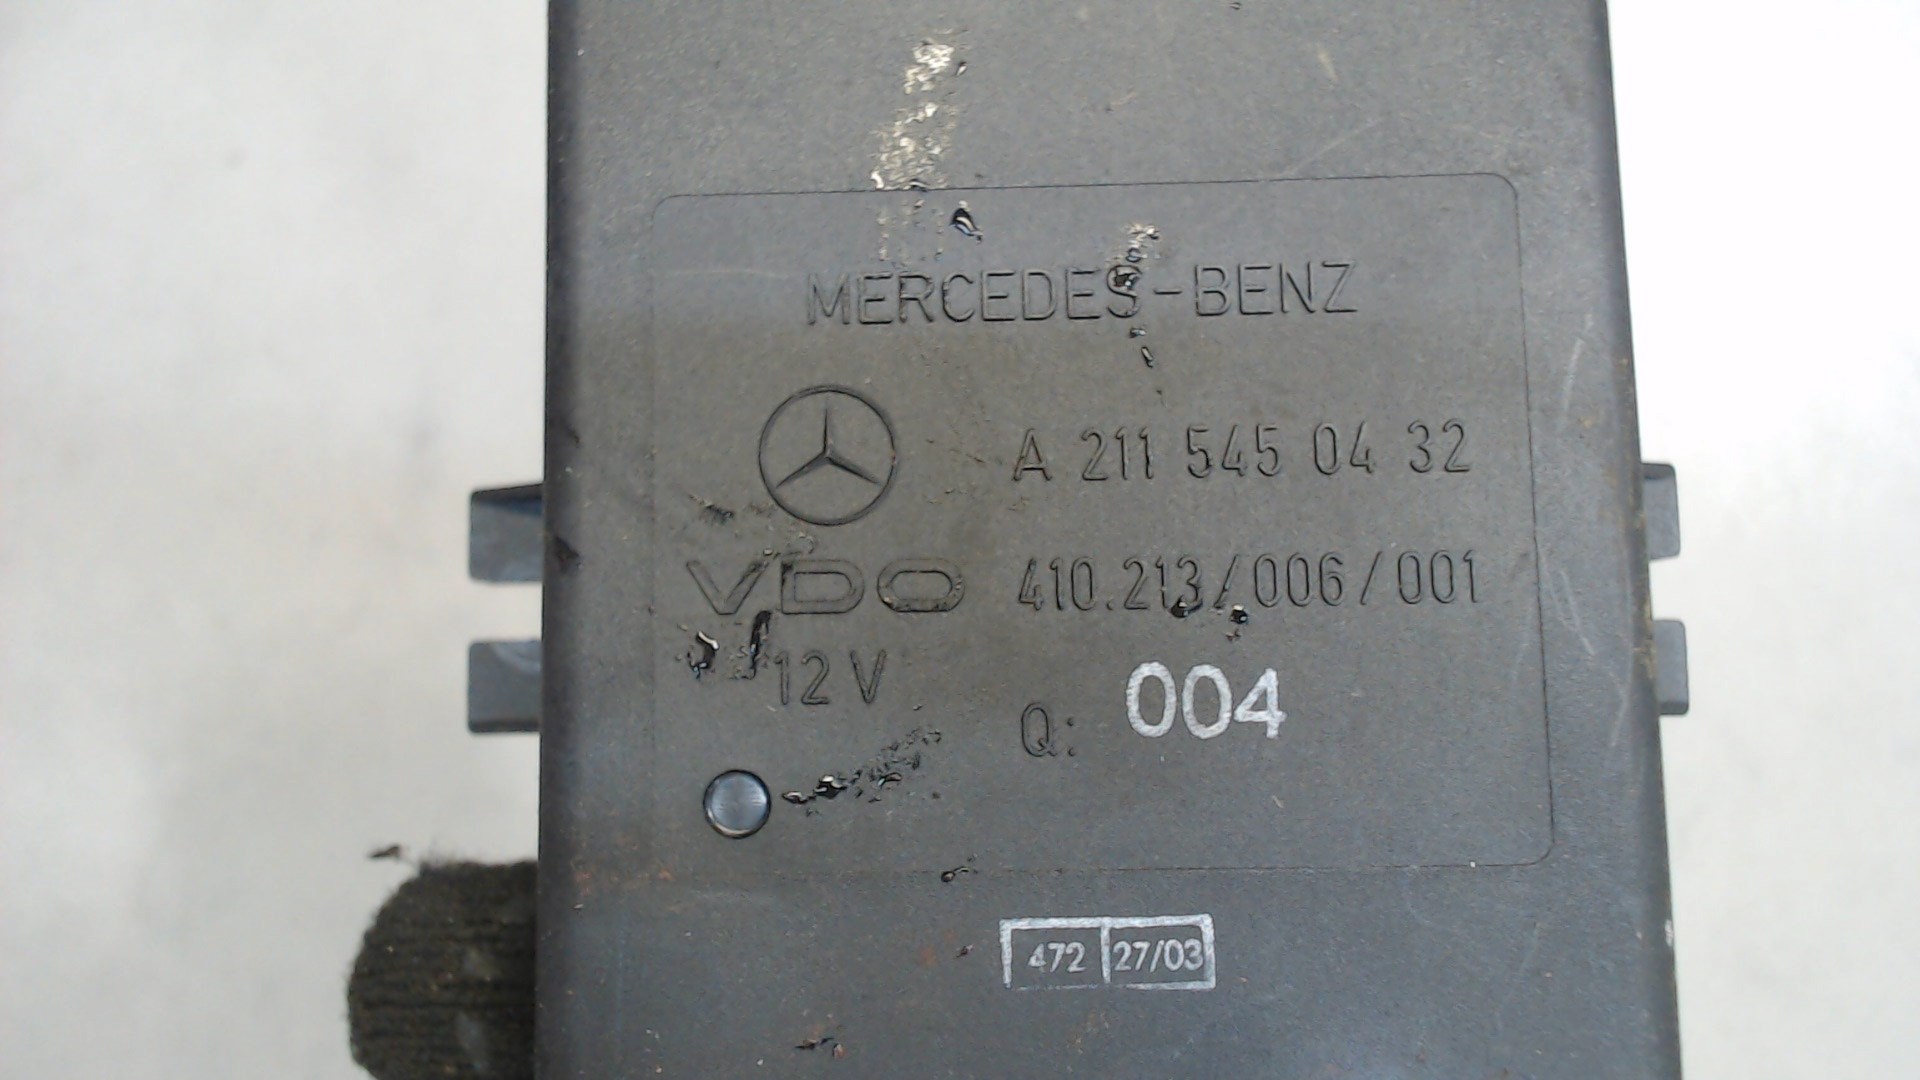 MERCEDES-BENZ
A 211 545 04 32
VDO 410.213/006/001
12 V
Q: 004
472 27/03